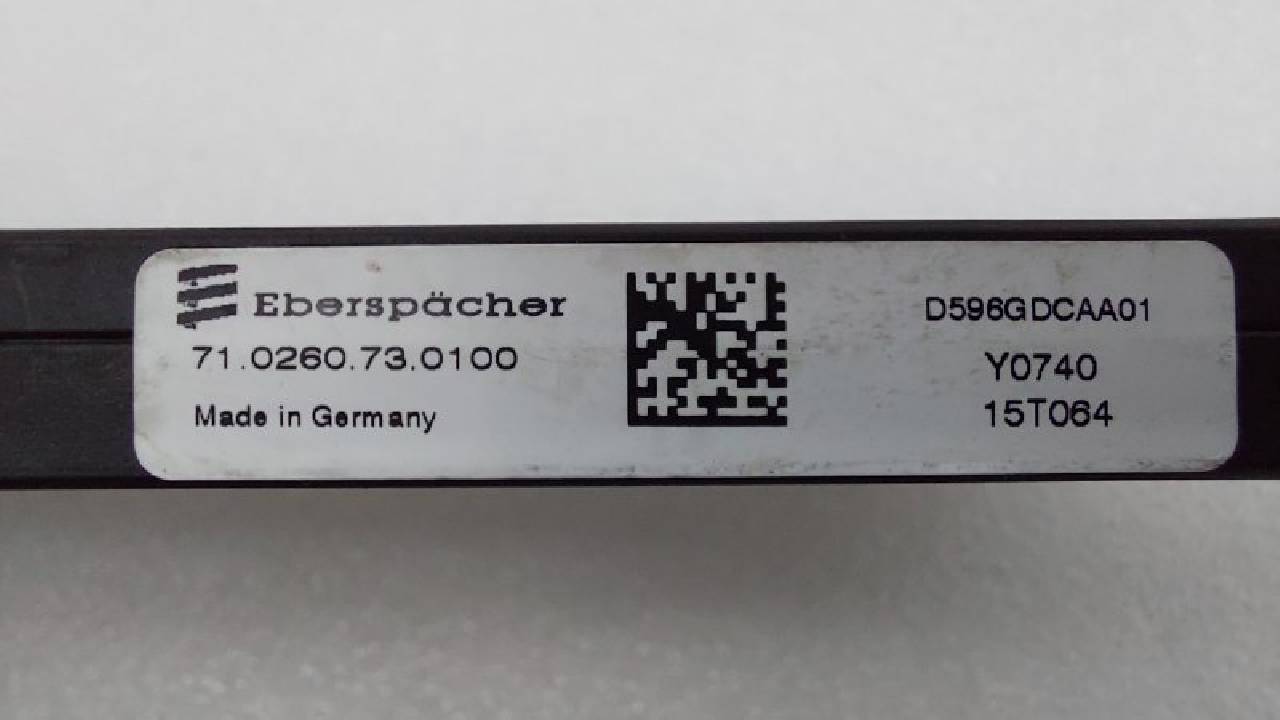 Eberspächer
71.0260.73.0100
Made in Germany
D596GDCAA01
Y0740
15T064